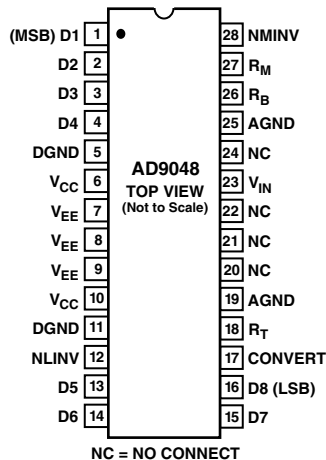 (MSB) D1 1 28 NMINV
D2 2 27 RM
D3 3 26 RB
D4 4 25 AGND
DGND 5 24 NC
AD9048
TOP VIEW
(Not to Scale)
VCC 6 23 VIN
VEE 7 22 NC
VEE 8 21 NC
VEE 9 20 NC
VCC 10 19 AGND
DGND 11 18 RT
NLINV 12 17 CONVERT
D5 13 16 D8 (LSB)
D6 14 15 D7
NC = NO CONNECT